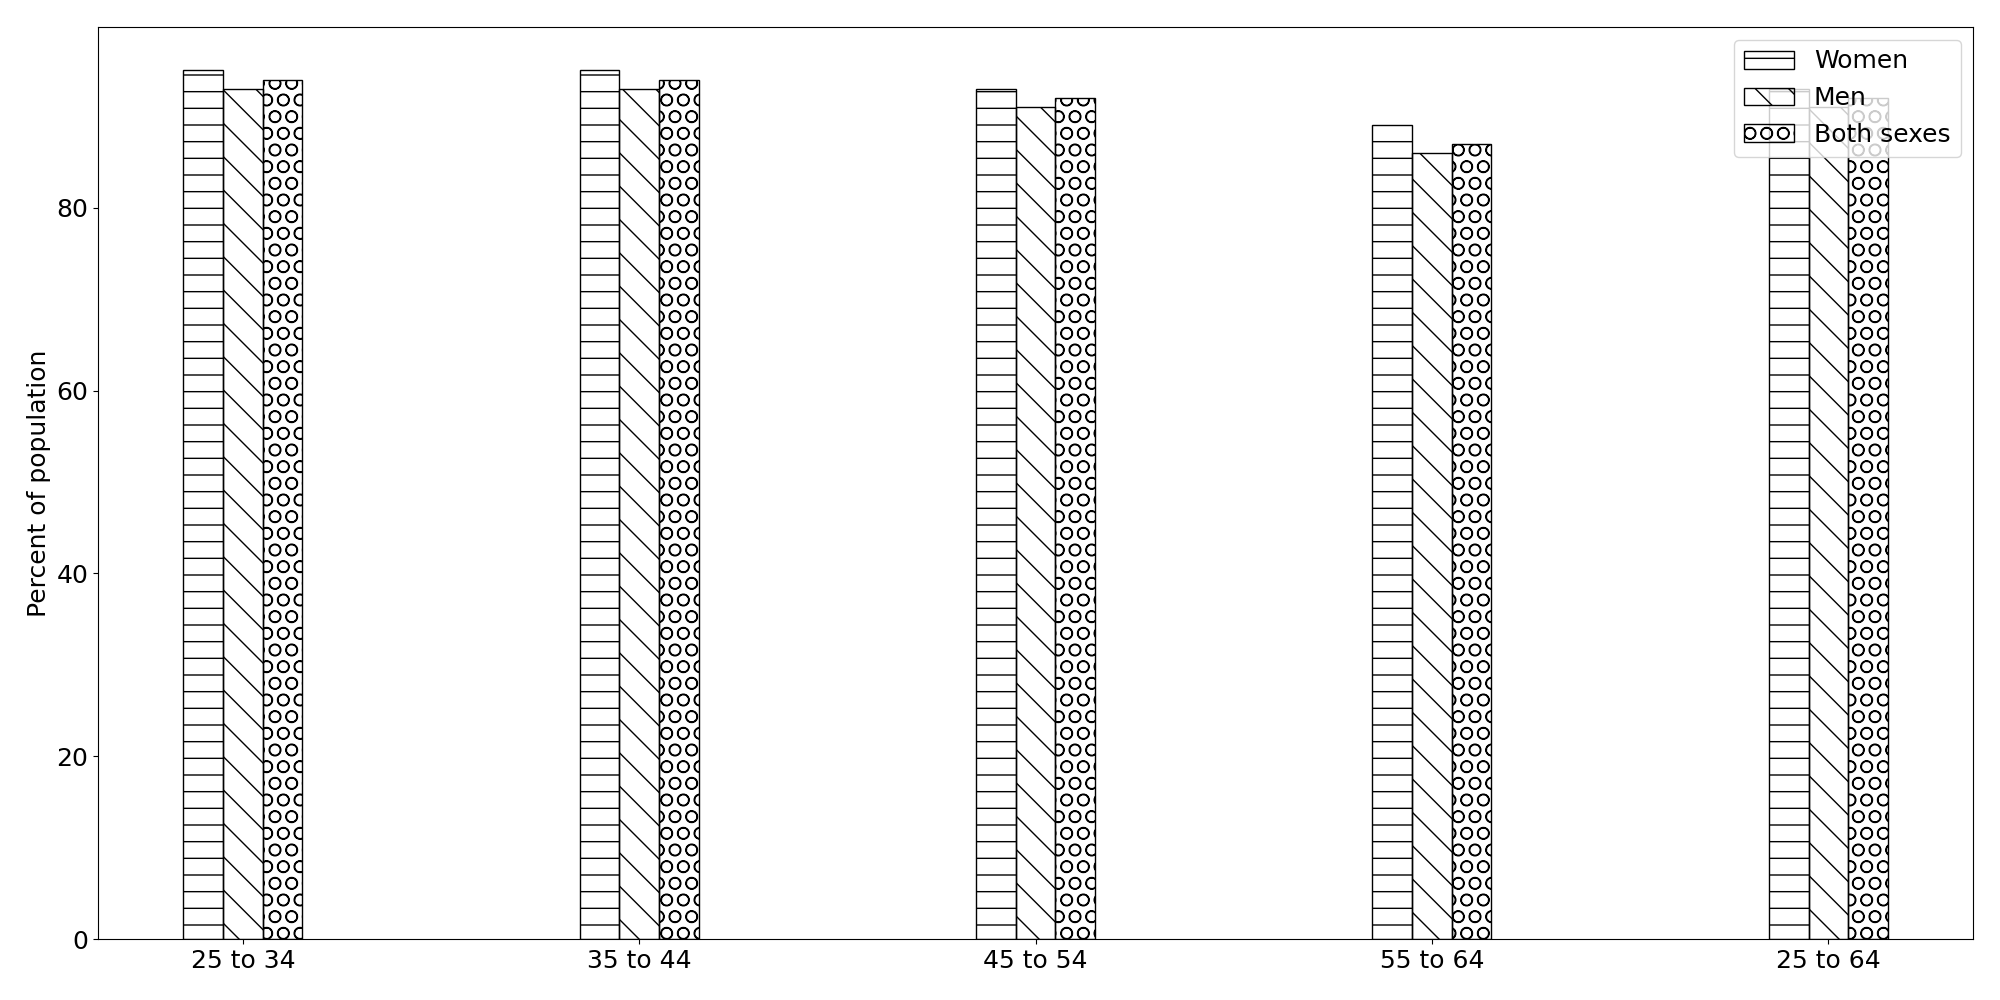 Women
Men
Both sexes
Percent of population
80
60
40
20
0
25 to 34
35 to 44
45 to 54
55 to 64
25 to 64